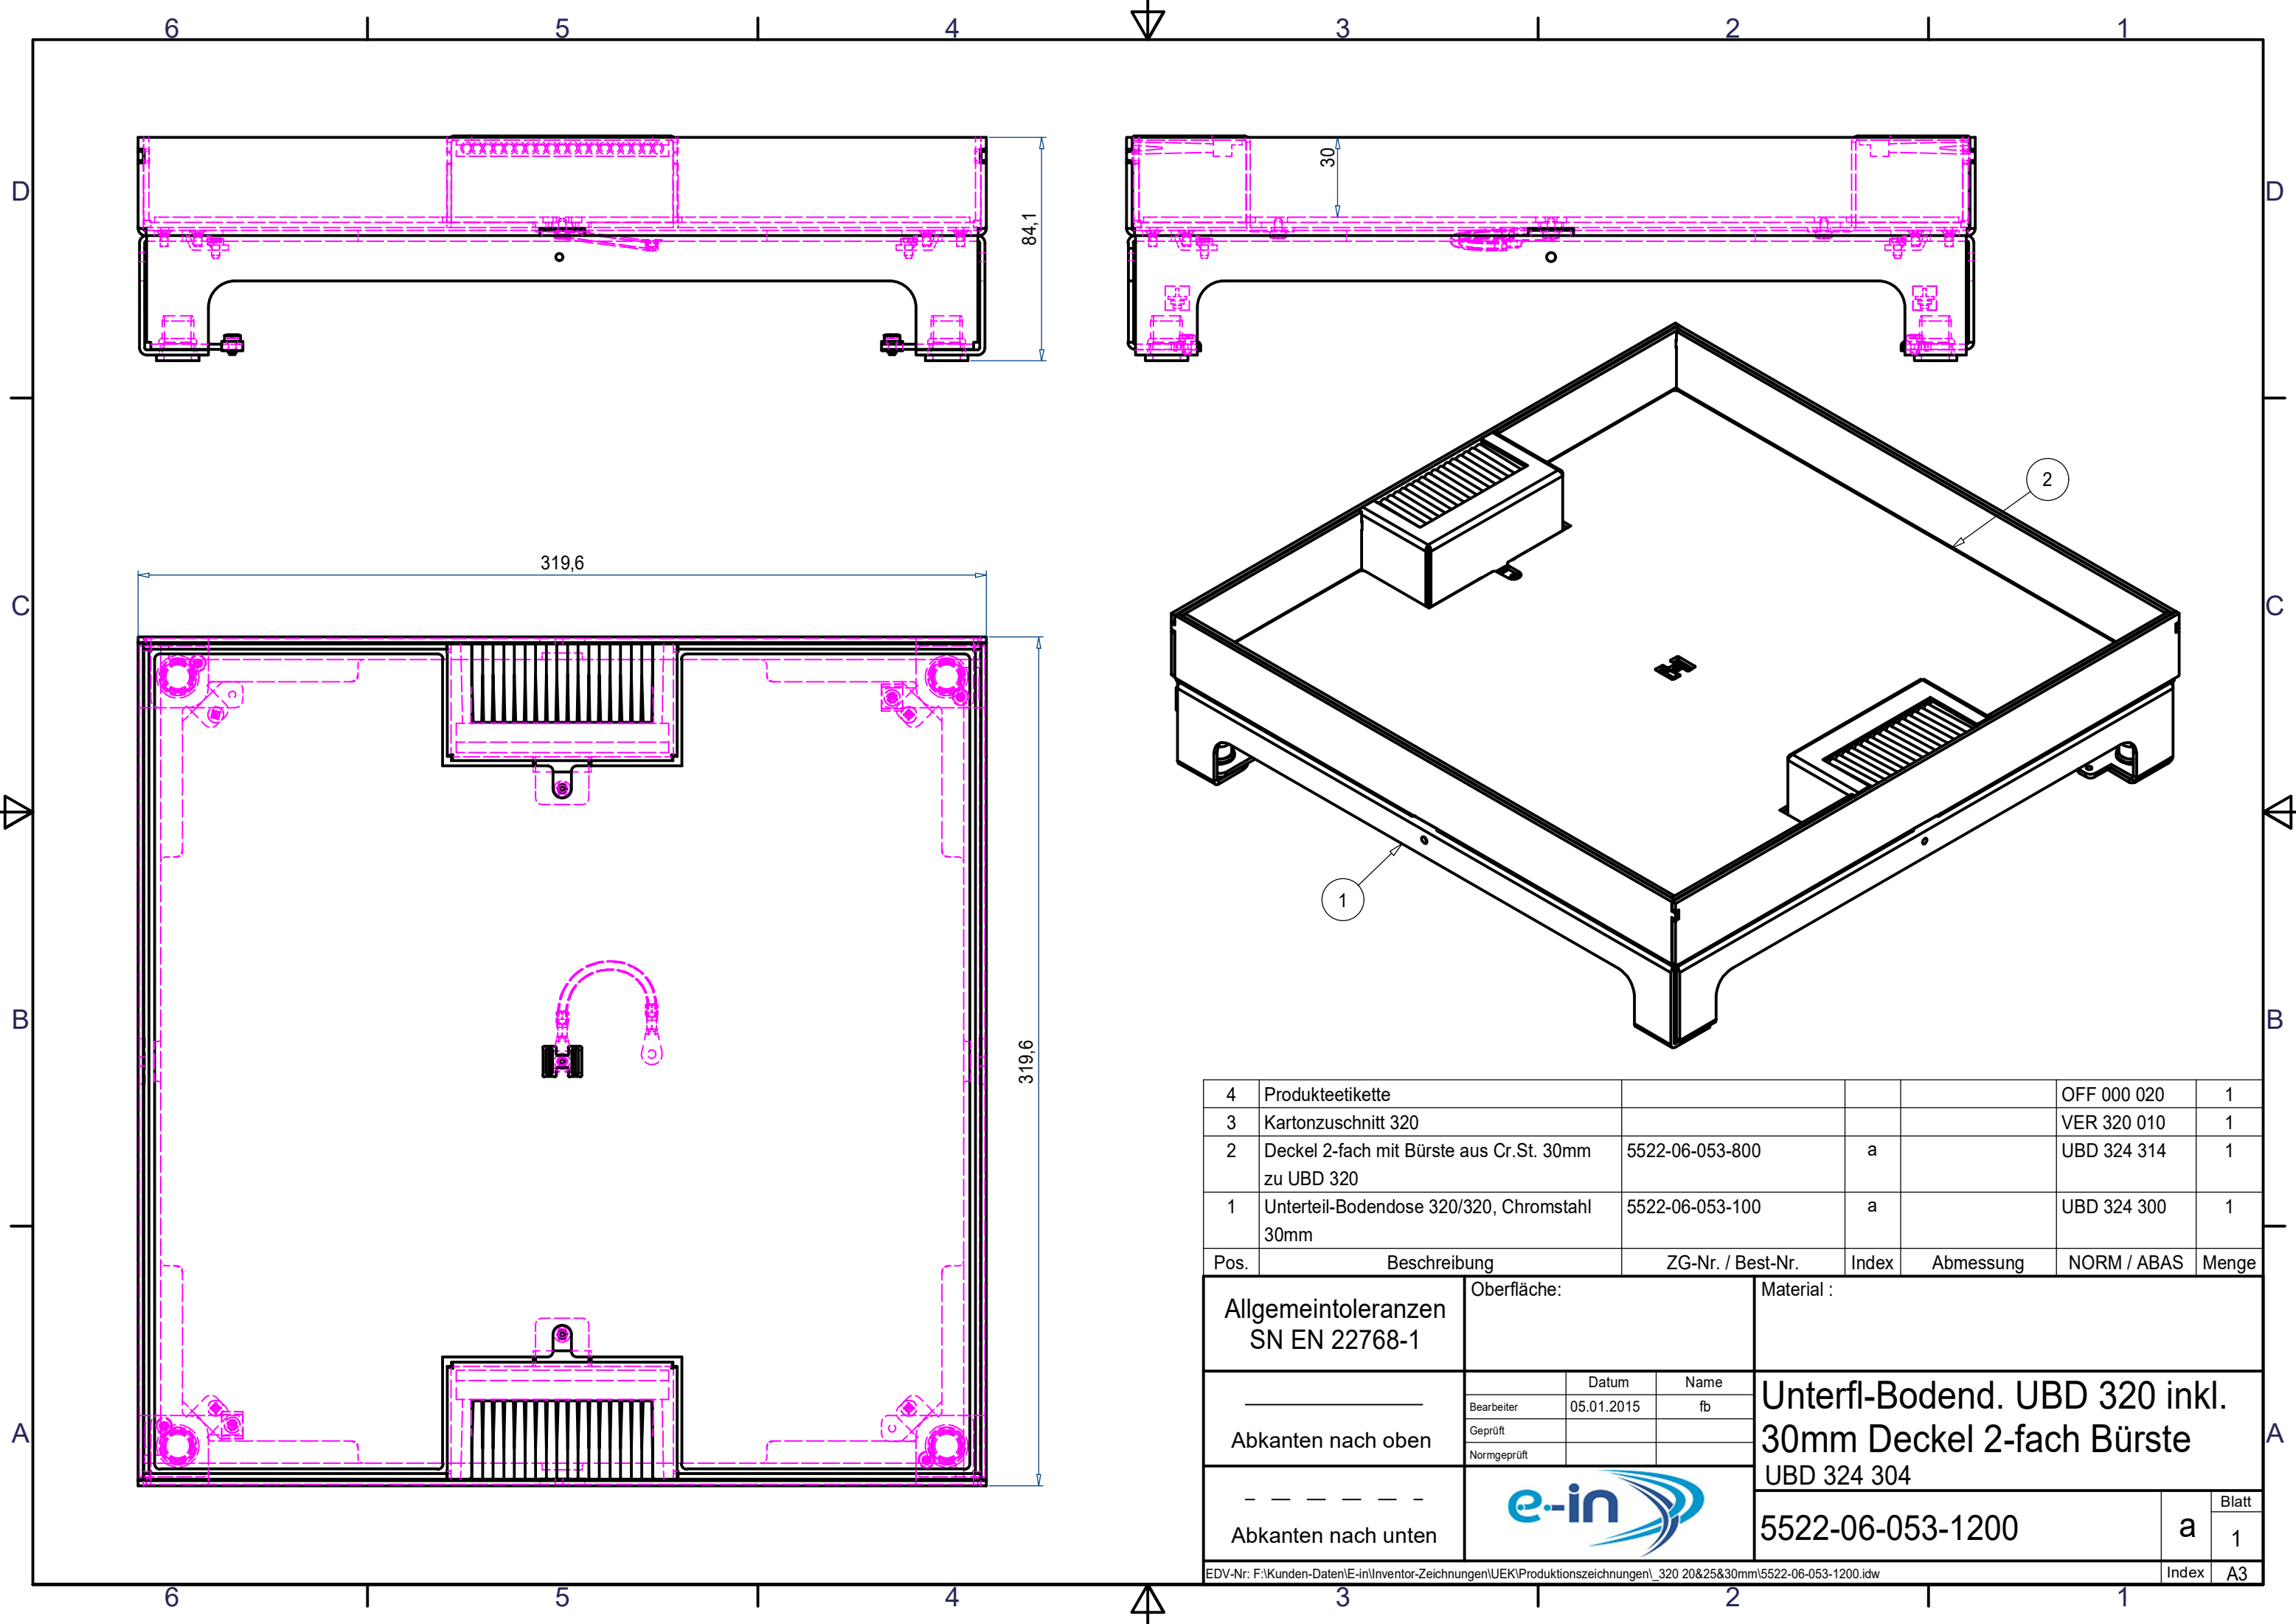 6 5 4 3 2 1
D D
30
84,1
2
319,6
C C
1
319,6
B B
4 Produkteetikette OFF 000 020 1
3 Kartonzuschnitt 320 VER 320 010 1
2 Deckel 2-fach mit Bürste aus Cr.St. 30mm 5522-06-053-800 a UBD 324 314 1
zu UBD 320
1 Unterteil-Bodendose 320/320, Chromstahl 5522-06-053-100 a UBD 324 300 1
30mm
Pos. Beschreibung ZG-Nr. / Best-Nr. Index Abmessung NORM / ABAS Menge
Allgemeintoleranzen
SN EN 22768-1
Oberfläche:
Material :
Abkanten nach oben
Datum Name
Bearbeiter 05.01.2015 fb
Geprüft
Normgeprüft
Unterfl-Bodend. UBD 320 inkl.
30mm Deckel 2-fach Bürste
UBD 324 304
A A
Abkanten nach unten
e-in
5522-06-053-1200
a
Blatt
1
EDV-Nr: F:\Kunden-Daten\E-in\Inventor-Zeichnungen\UEK\Produktionszeichnungen\_320 20&25&30mm\5522-06-053-1200.idw
Index A3
6 5 4 3 2 1